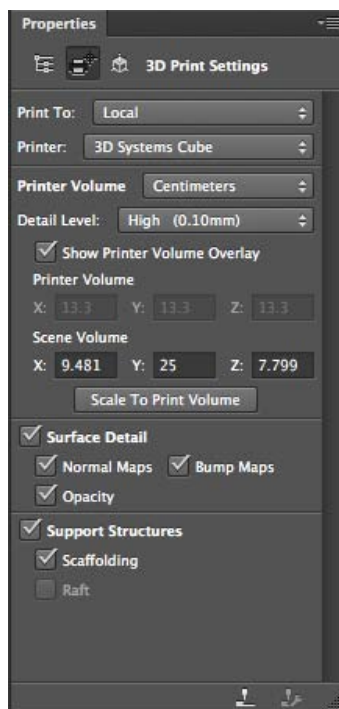 Properties
3D Print Settings
Print To: Local
Printer: 3D Systems Cube
Printer Volume Centimeters
Detail Level: High (0.10mm)
Show Printer Volume Overlay
Printer Volume
X: 13.3 Y: 13.3 Z: 13.3
Scene Volume
X: 9.481 Y: 25 Z: 7.799
Scale To Print Volume
Surface Detail
Normal Maps Bump Maps
Opacity
Support Structures
Scaffolding
Raft